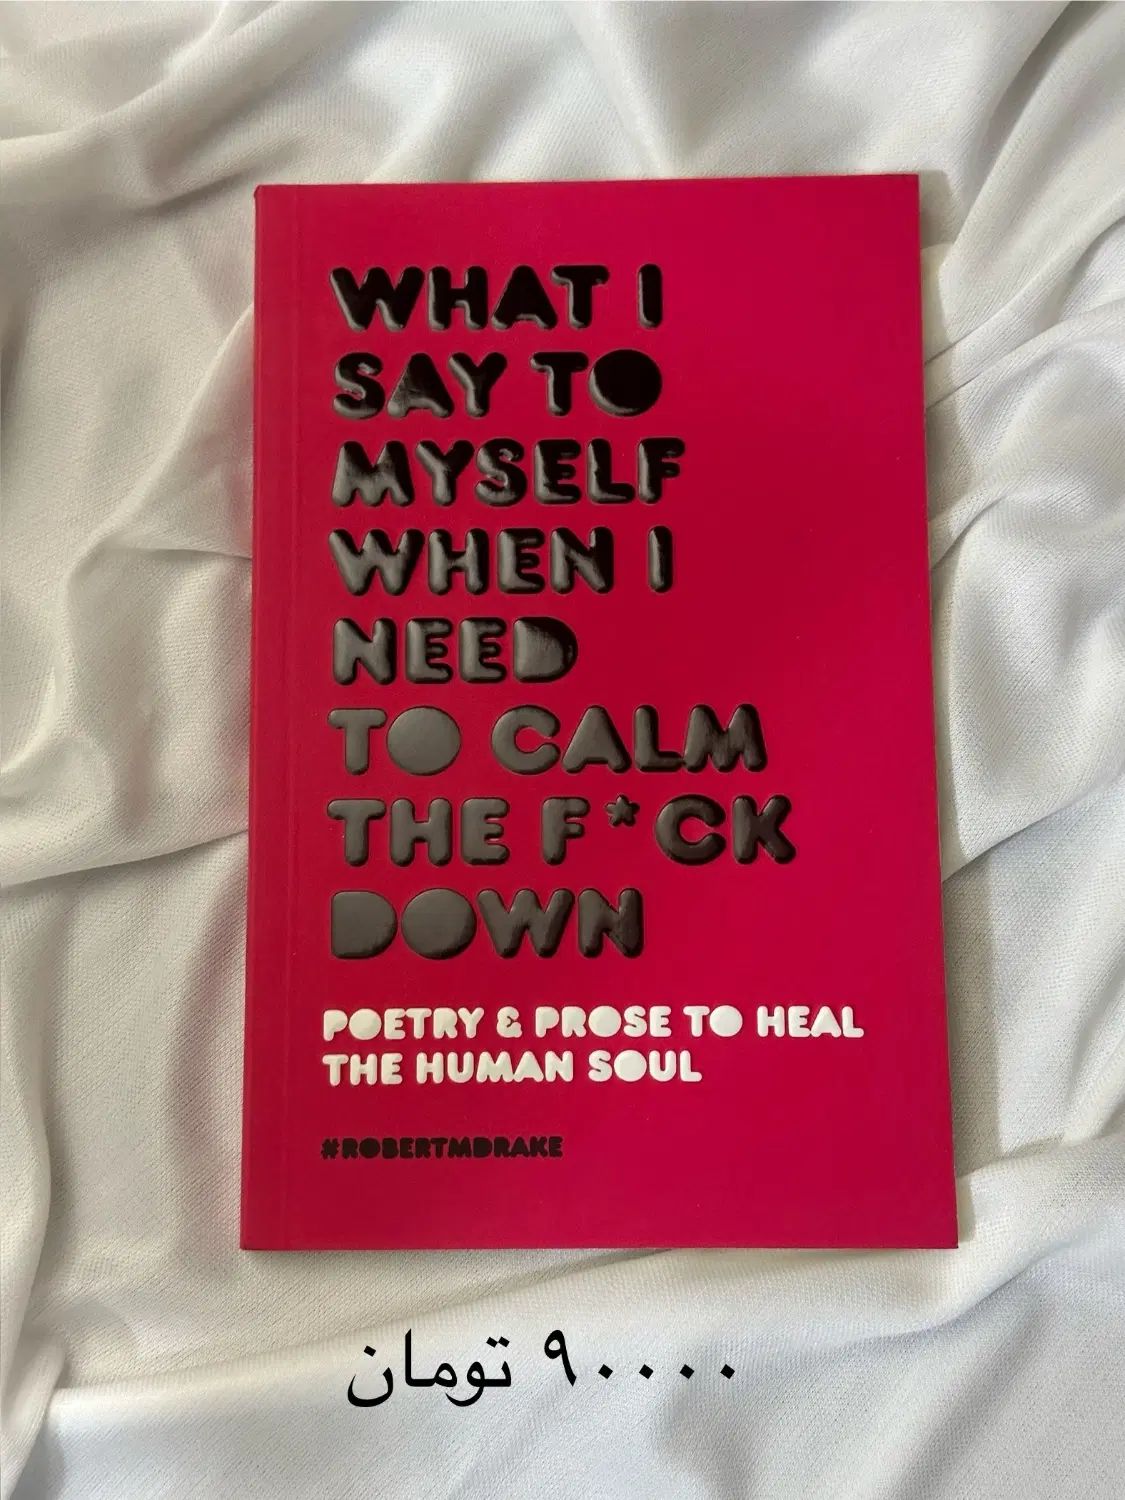 WHAT I
SAY TO
MYSELF
WHEN I
NEED
TO CALM
THE F*CK
DOWN
POETRY & PROSE TO HEAL
THE HUMAN SOUL
#ROBERTMDRAKE
۹۰۰۰۰ تومان